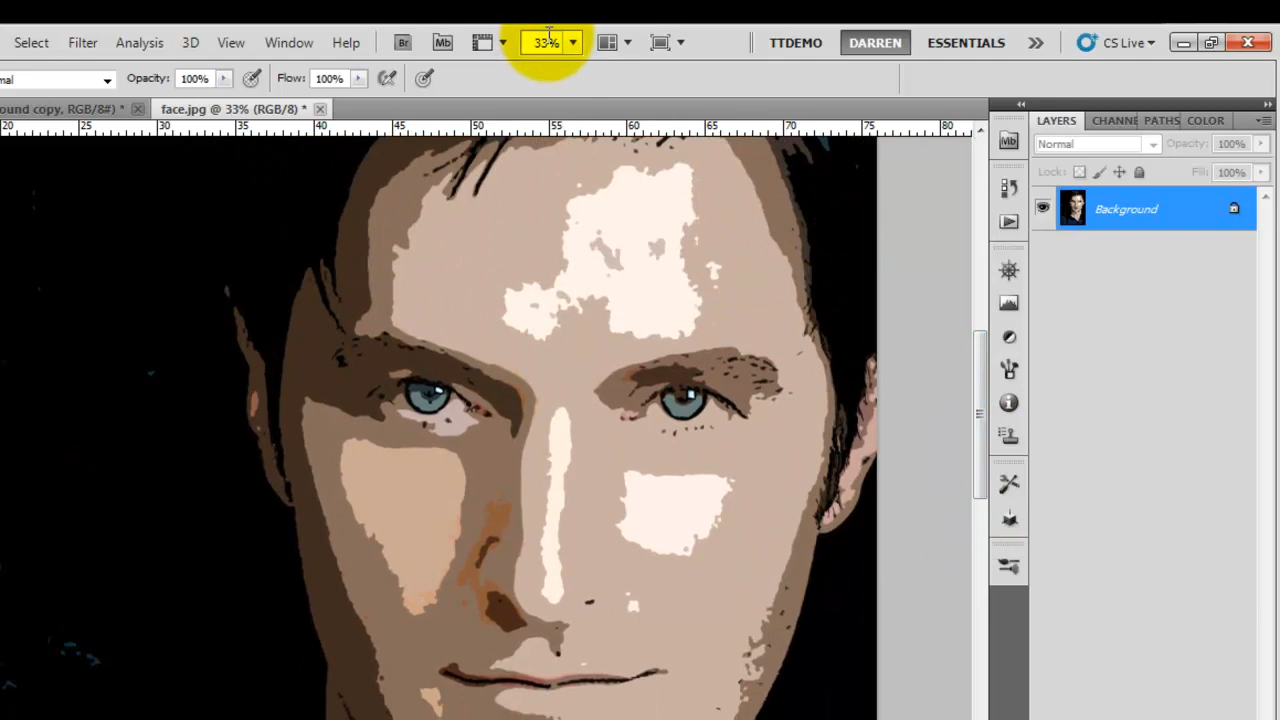 Select Filter Analysis 3D View Window Help Br Mb 33% TTDEMO DARREN ESSENTIALS CS Live
mal Opacity: 100% Flow: 100%
ound copy, RGB/8#) * face.jpg @ 33% (RGB/8) *
20 25 30 35 40 45 50 55 60 65 70 75 80
LAYERS CHANNE PATHS COLOR
Mb
Normal Opacity: 100%
Lock: Fill: 100%
Background